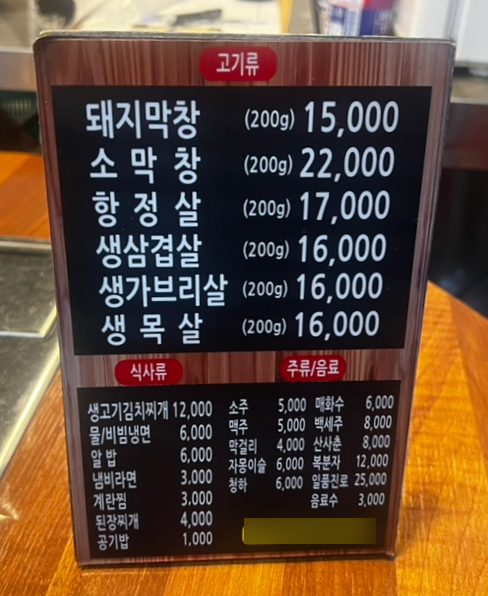 고기류
돼지막창 (200g) 15,000
소 막 창 (200g) 22,000
항 정 살 (200g) 17,000
생삼겹살 (200g) 16,000
생가브리살 (200g) 16,000
생 목 살 (200g) 16,000
식사류
생고기김치찌개 12,000
물/비빔냉면 6,000
알 밥 6,000
냄비라면 3,000
계란찜 3,000
된장찌개 4,000
공기밥 1,000
주류/음료
소주 5,000 매화수 6,000
맥주 5,000 백세주 8,000
막걸리 4,000 산사춘 8,000
자몽이슬 6,000 복분자 12,000
청하 6,000 일품진로 25,000
음료수 3,000